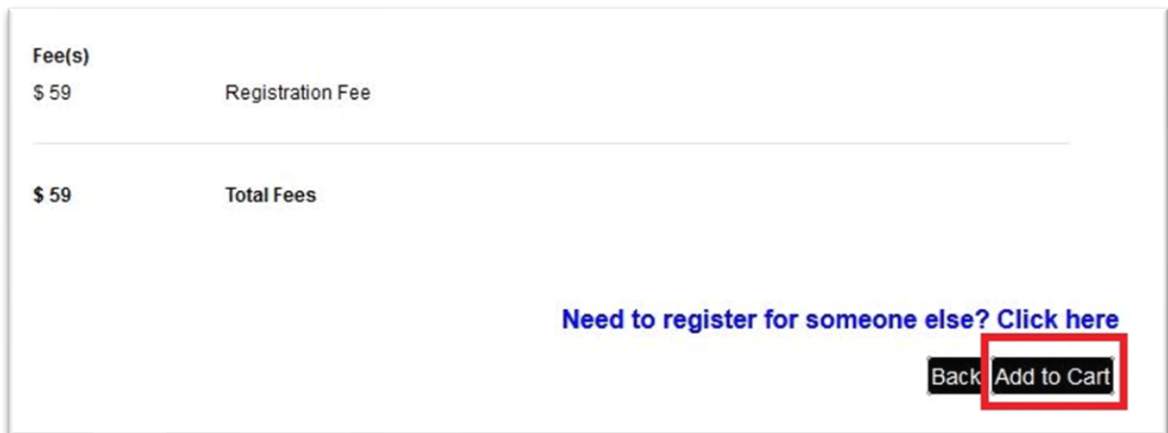 Fee(s)
$ 59 Registration Fee
$ 59 Total Fees
Need to register for someone else? Click here
Back Add to Cart